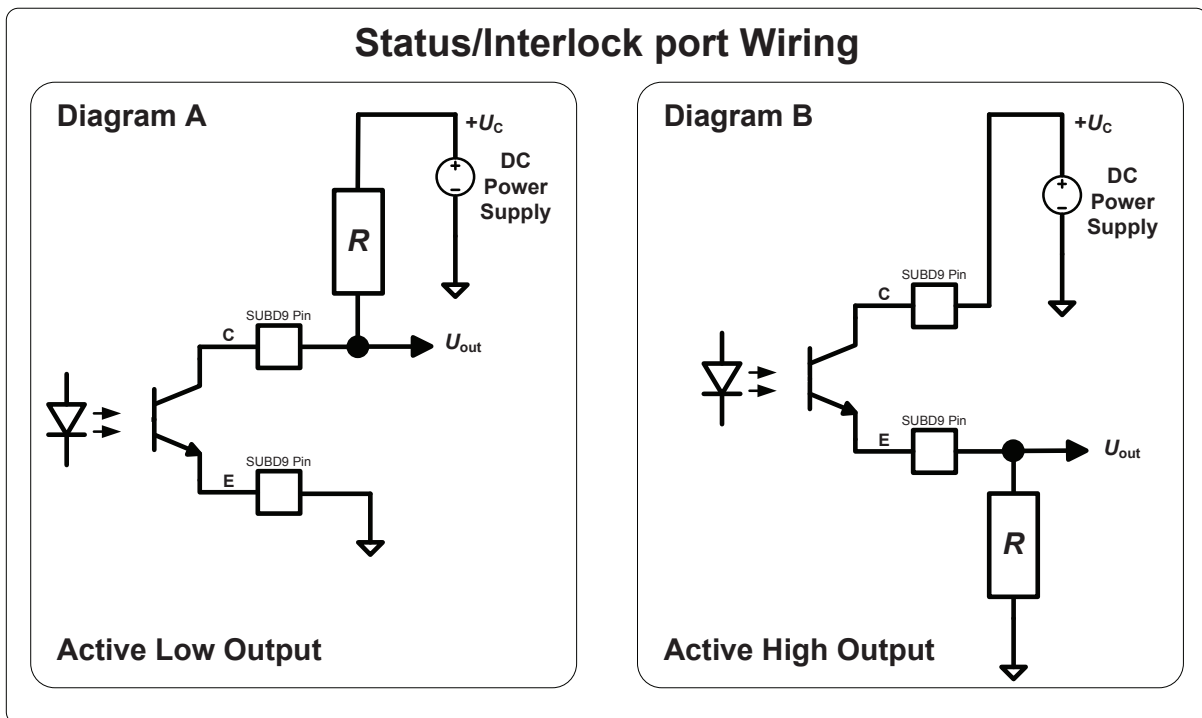 Status/Interlock port Wiring
Diagram A
+UC
+
−
DC
Power
Supply
R
SUBD9 Pin
C
Uout
SUBD9 Pin
E
Active Low Output
Diagram B
+UC
+
−
DC
Power
Supply
SUBD9 Pin
C
SUBD9 Pin
E
Uout
R
Active High Output